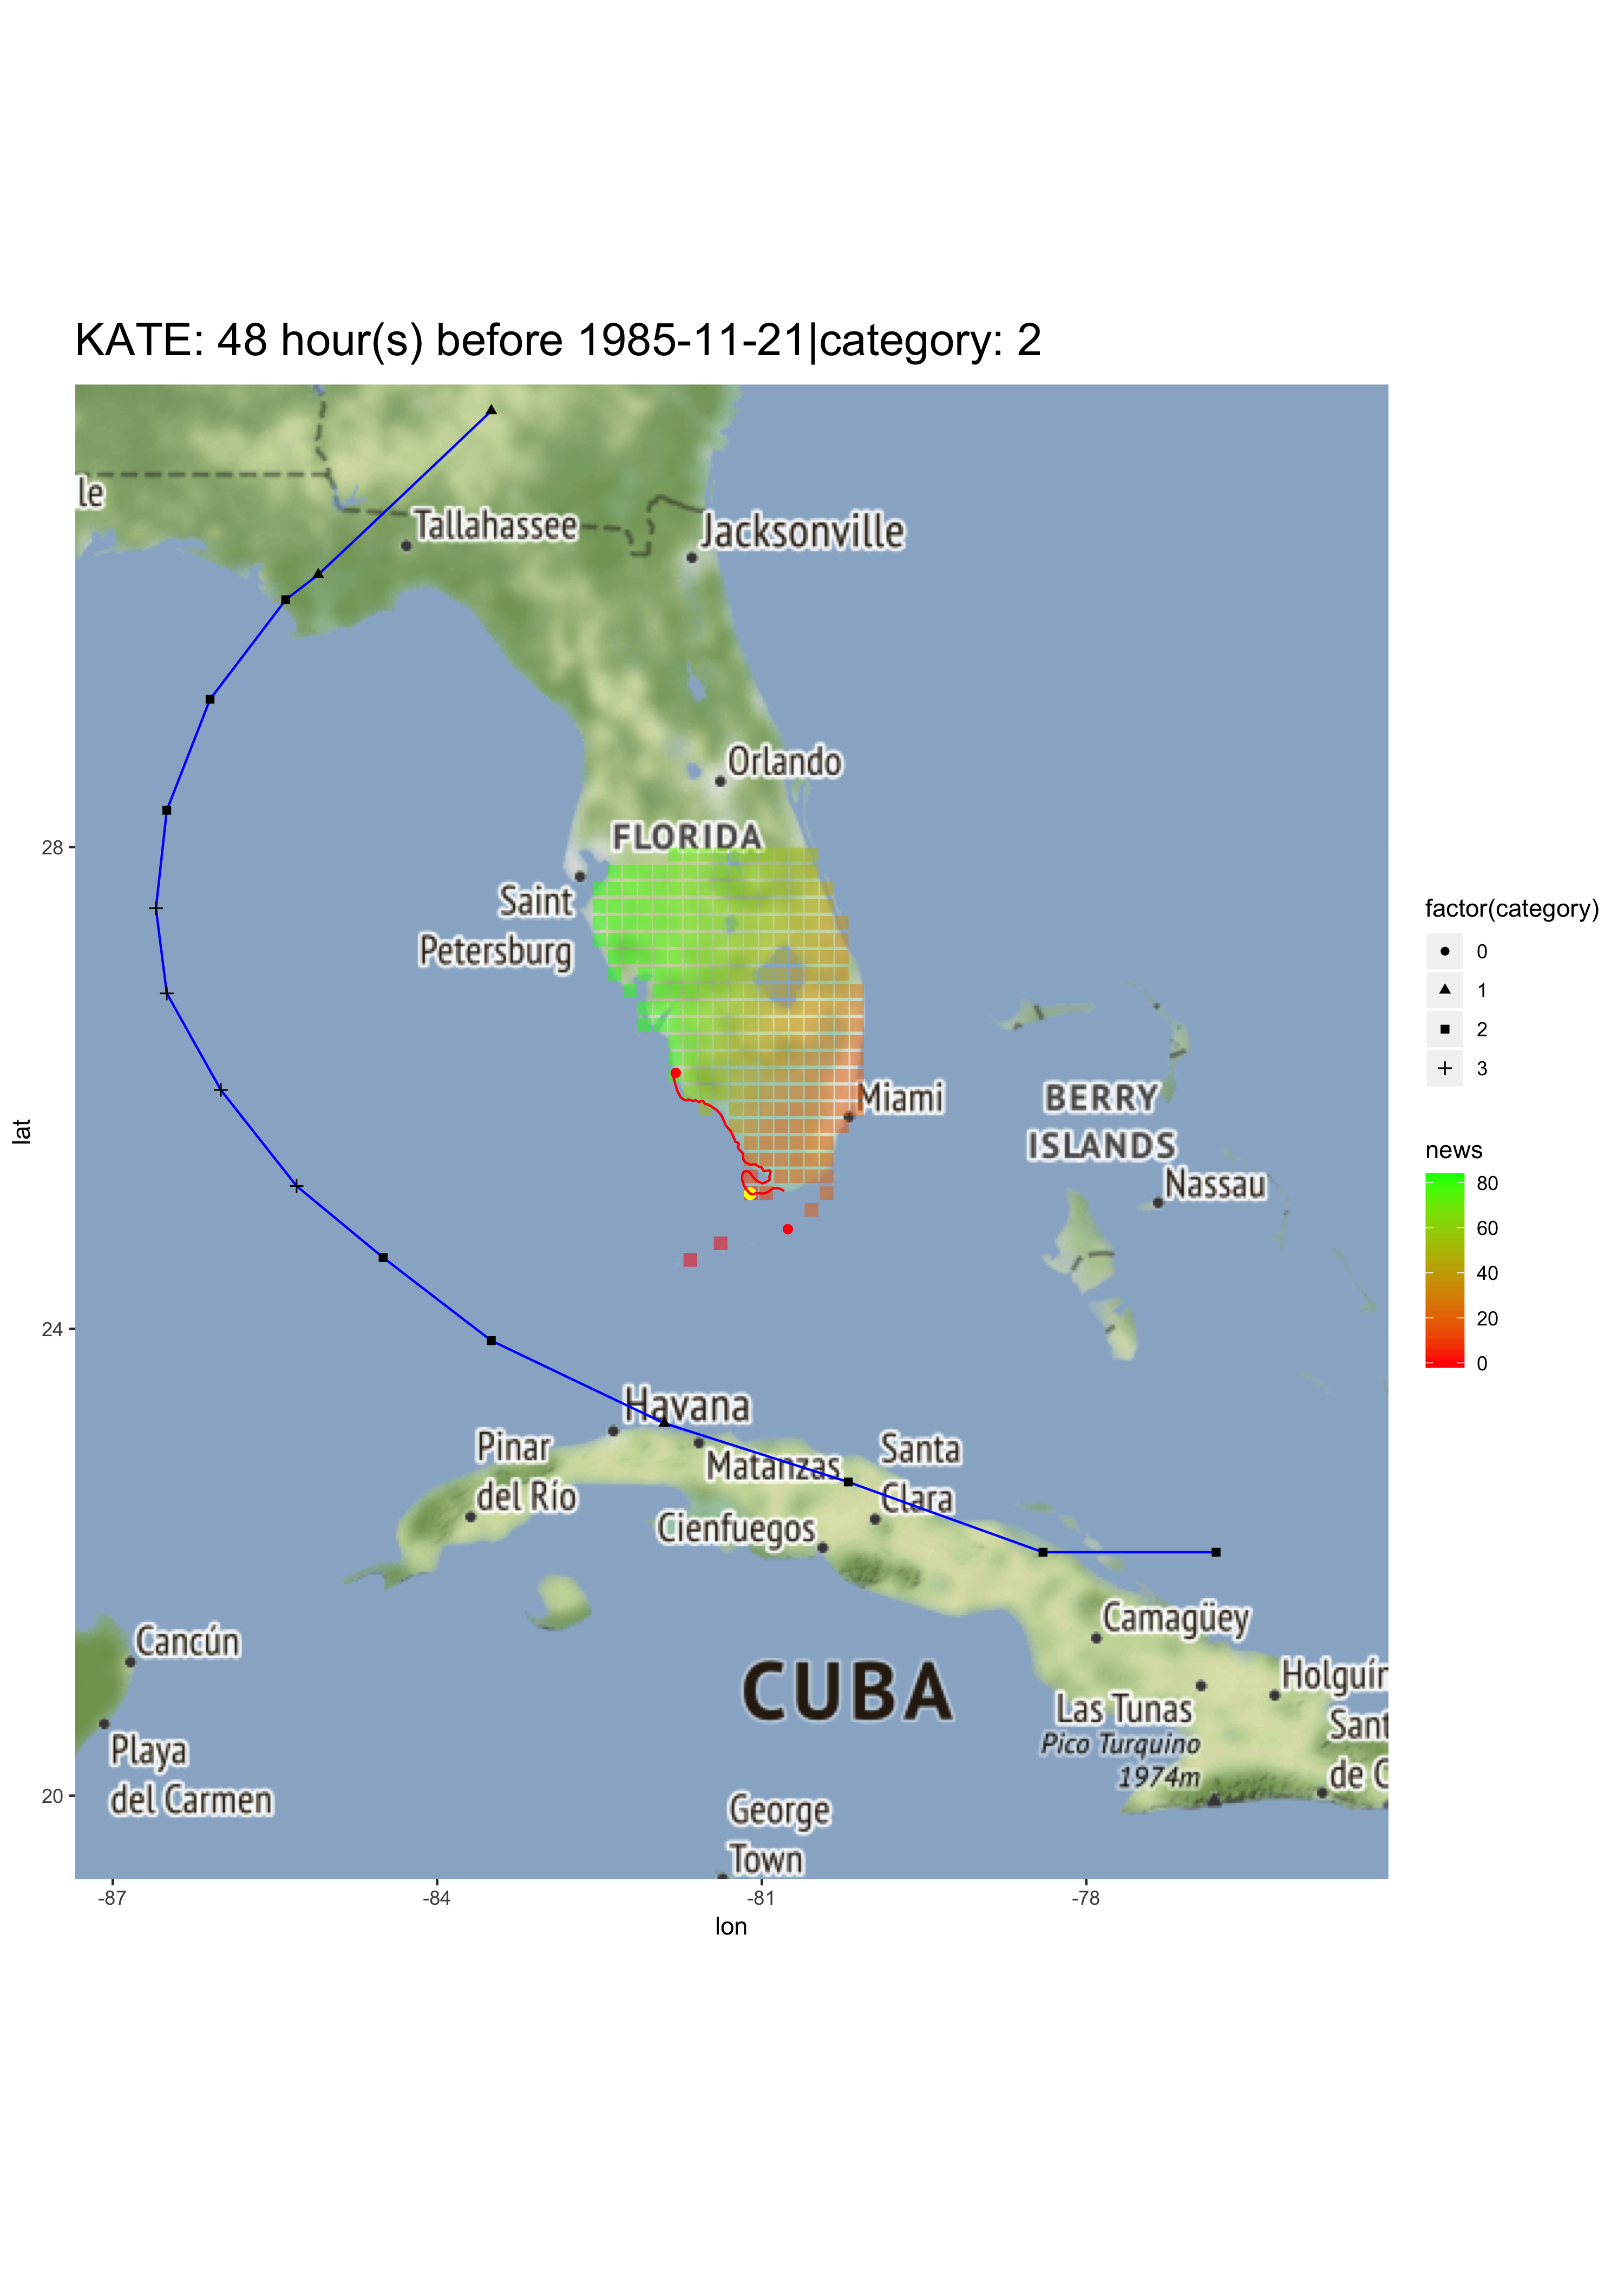 KATE: 48 hour(s) before 1985-11-21|category: 2
le
Tallahassee
Jacksonville
Orlando
FLORIDA
Saint
Petersburg
Miami
BERRY
ISLANDS
Nassau
Havana
Pinar
del Río
Matanzas
Santa
Clara
Cienfuegos
Camagüey
Cancún
CUBA
Holguín
Las Tunas
Sant
Pico Turquino
1974m
de C
Playa
del Carmen
George
Town
28
24
20
lat
-87
-84
-81
-78
lon
factor(category)
0
1
2
3
news
80
60
40
20
0